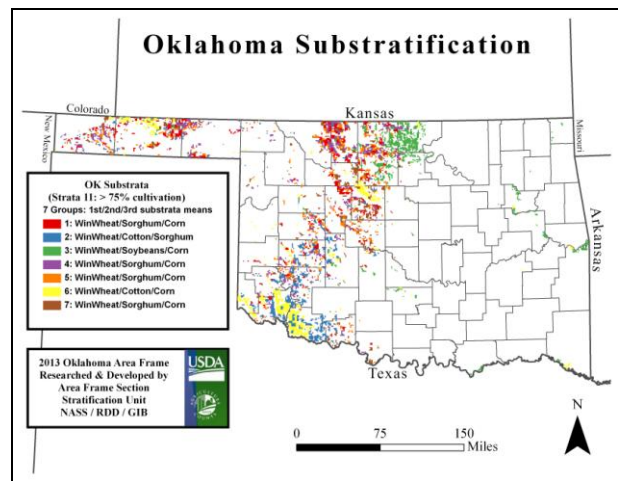 Oklahoma Substratification
Colorado
Kansas
Missouri
New Mexico
Arkansas
Texas
OK Substrata
(Strata 11: > 75% cultivation)
7 Groups: 1st/2nd/3rd substrata means
1: WinWheat/Sorghum/Corn
2: WinWheat/Cotton/Sorghum
3: WinWheat/Soybeans/Corn
4: WinWheat/Sorghum/Corn
5: WinWheat/Sorghum/Corn
6: WinWheat/Cotton/Corn
7: WinWheat/Sorghum/Corn
2013 Oklahoma Area Frame
Researched & Developed by
Area Frame Section
Stratification Unit
NASS / RDD / GIB
USDA
0 75 150
Miles
N